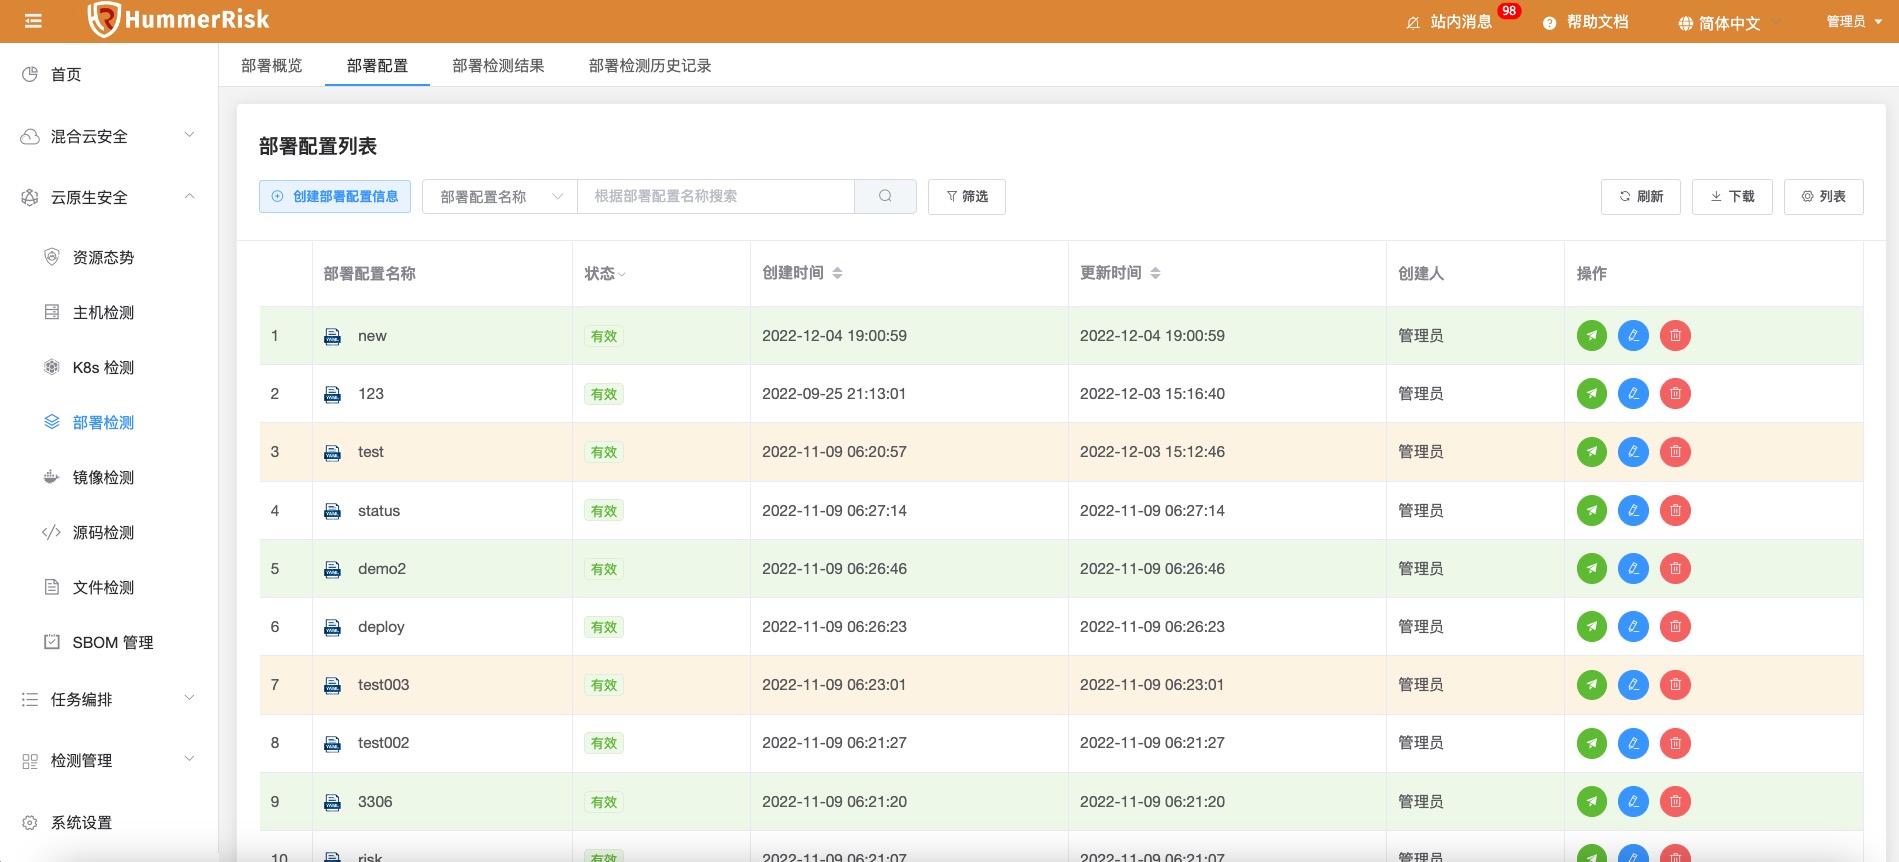 HummerRisk
站内消息 98 帮助文档 简体中文 管理员
首页
混合云安全
云原生安全
资源态势
主机检测
K8s 检测
部署检测
镜像检测
源码检测
文件检测
SBOM 管理
任务编排
检测管理
系统设置
部署概览 部署配置 部署检测结果 部署检测历史记录
部署配置列表
创建部署配置信息 部署配置名称 根据部署配置名称搜索 筛选 刷新 下载 列表
部署配置名称 状态 创建时间 更新时间 创建人 操作
1 YAML new 有效 2022-12-04 19:00:59 2022-12-04 19:00:59 管理员
2 YAML 123 有效 2022-09-25 21:13:01 2022-12-03 15:16:40 管理员
3 YAML test 有效 2022-11-09 06:20:57 2022-12-03 15:12:46 管理员
4 YAML status 有效 2022-11-09 06:27:14 2022-11-09 06:27:14 管理员
5 YAML demo2 有效 2022-11-09 06:26:46 2022-11-09 06:26:46 管理员
6 YAML deploy 有效 2022-11-09 06:26:23 2022-11-09 06:26:23 管理员
7 YAML test003 有效 2022-11-09 06:23:01 2022-11-09 06:23:01 管理员
8 YAML test002 有效 2022-11-09 06:21:27 2022-11-09 06:21:27 管理员
9 YAML 3306 有效 2022-11-09 06:21:20 2022-11-09 06:21:20 管理员
10 risk 有效 2022-11-09 06:21:07 2022-11-09 06:21:07 管理员